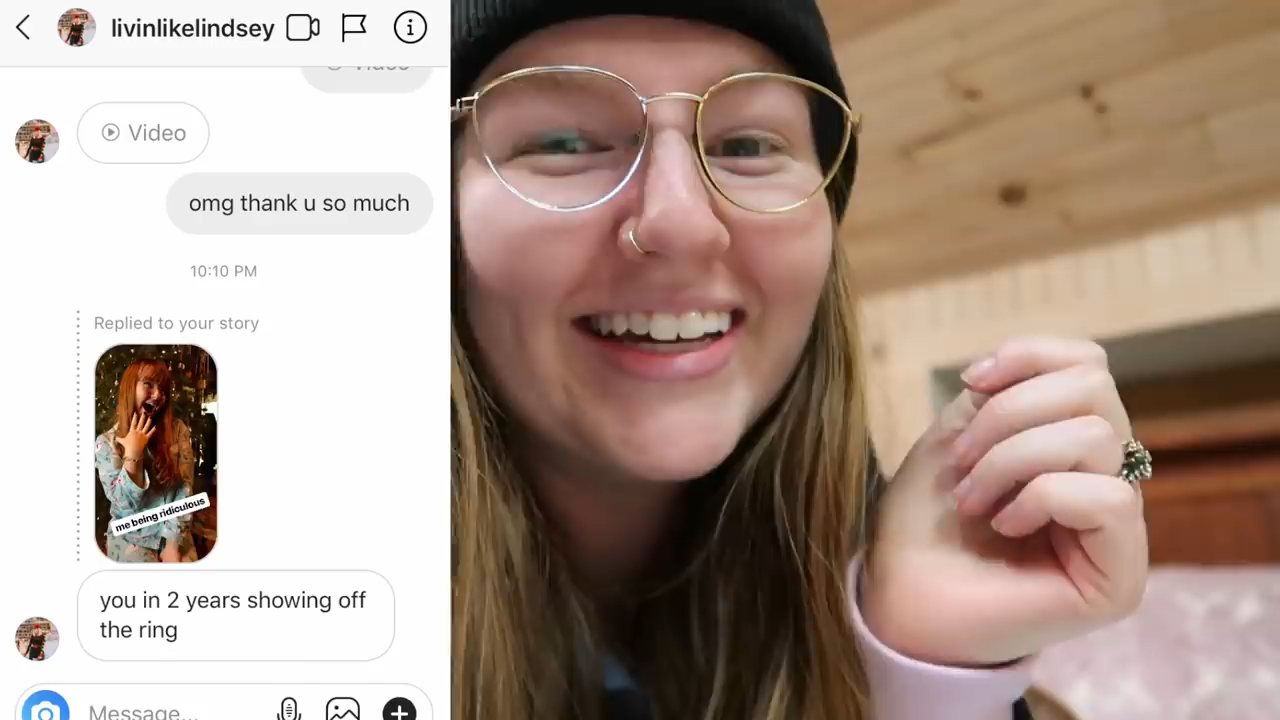 livinlikelindsey
Video
Video
omg thank u so much
10:10 PM
Replied to your story
me being ridiculous
you in 2 years showing off
the ring
Message...